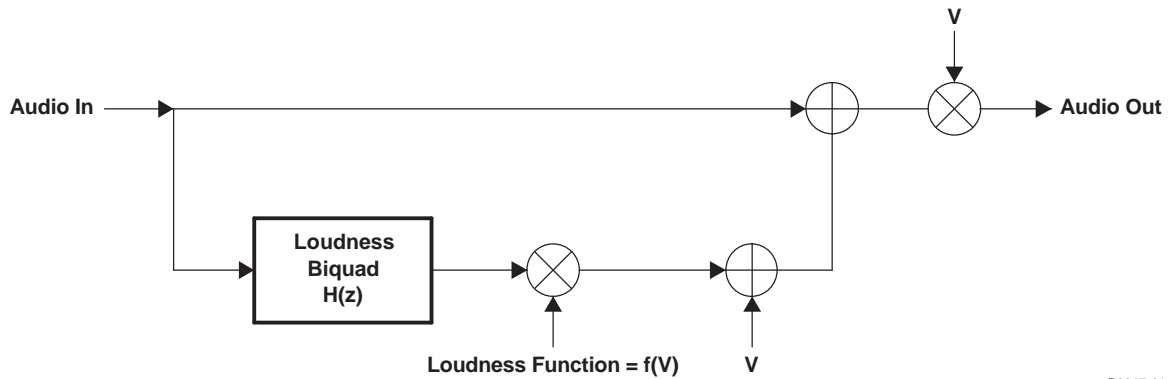 V
Audio In
Audio Out
Loudness
Biquad
H(z)
Loudness Function = f(V)
V